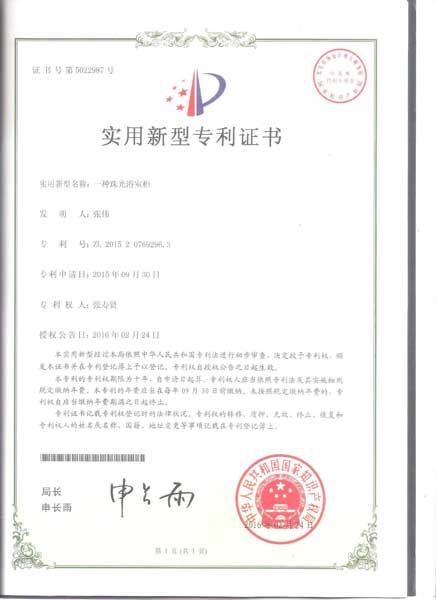 证书号第5022987号
实用新型专利证书
实用新型名称：一种珠光浴室柜
发 明 人：张伟
专 利 号：ZL 2015 2 0769296.3
专利申请日：2015年09月30日
专 利 权 人：张寿贤
授权公告日：2016年02月24日
本实用新型经过本局依照中华人民共和国专利法进行初步审查，决定授予专利权，颁
发本证书并在专利登记簿上予以登记。专利权自授权公告之日起生效。
本专利的专利权期限为十年，自申请日起算。专利权人应当依照专利法及其实施细则
规定缴纳年费。本专利的年费应当在每年09月30日前缴纳。未按照规定缴纳年费的，专
利权自应当缴纳年费期满之日起终止。
专利证书记载专利权登记时的法律状况。专利权的转移、质押、无效、终止、恢复和
专利权人的姓名或名称、国籍、地址变更等事项记载在专利登记簿上。
局长
申长雨
申长雨
中华人民共和国国家知识产权局
2016年02月24日
第1页(共1页)